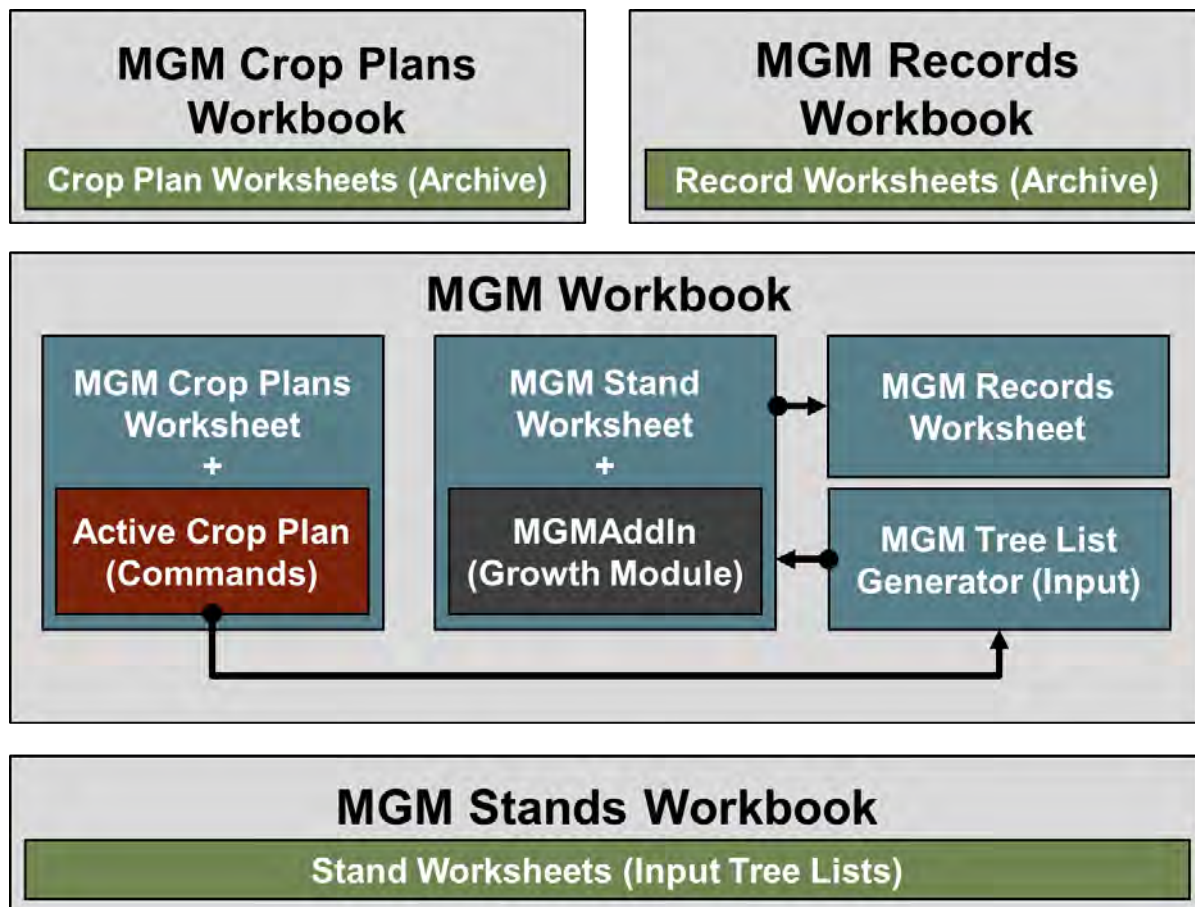 MGM Crop Plans
Workbook
Crop Plan Worksheets (Archive)
MGM Records
Workbook
Record Worksheets (Archive)
MGM Workbook
MGM Crop Plans
Worksheet
+
Active Crop Plan
(Commands)
MGM Stand
Worksheet
+
MGMAddIn
(Growth Module)
MGM Records
Worksheet
MGM Tree List
Generator (Input)
MGM Stands Workbook
Stand Worksheets (Input Tree Lists)